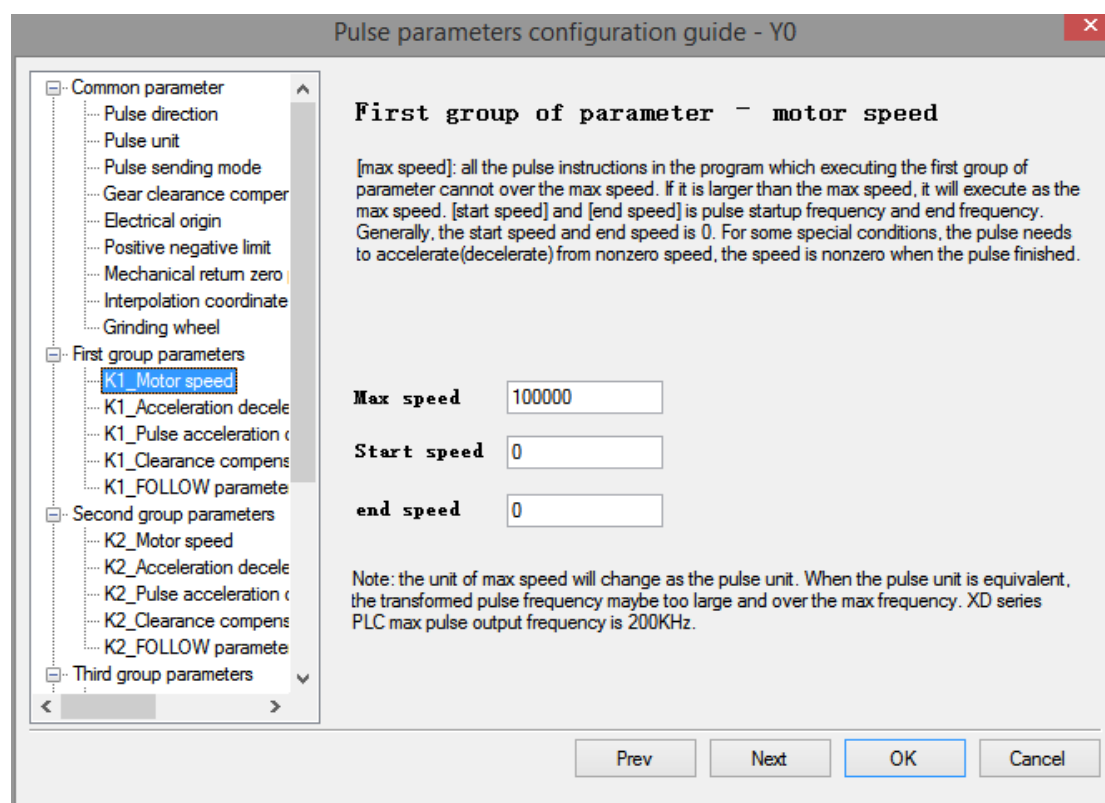 Pulse parameters configuration guide - Y0
Common parameter
Pulse direction
Pulse unit
Pulse sending mode
Gear clearance comper
Electrical origin
Positive negative limit
Mechanical return zero
Interpolation coordinate
Grinding wheel
First group parameters
K1_Motor speed
K1_Acceleration decele
K1_Pulse acceleration
K1_Clearance compens
K1_FOLLOW paramete
Second group parameters
K2_Motor speed
K2_Acceleration decele
K2_Pulse acceleration
K2_Clearance compens
K2_FOLLOW paramete
Third group parameters
First group of parameter - motor speed
[max speed]: all the pulse instructions in the program which executing the first group of
parameter cannot over the max speed. If it is larger than the max speed, it will execute as the
max speed. [start speed] and [end speed] is pulse startup frequency and end frequency.
Generally, the start speed and end speed is 0. For some special conditions, the pulse needs
to accelerate(decelerate) from nonzero speed, the speed is nonzero when the pulse finished.
Max speed 100000
Start speed 0
end speed 0
Note: the unit of max speed will change as the pulse unit. When the pulse unit is equivalent,
the transformed pulse frequency maybe too large and over the max frequency. XD series
PLC max pulse output frequency is 200KHz.
Prev Next OK Cancel